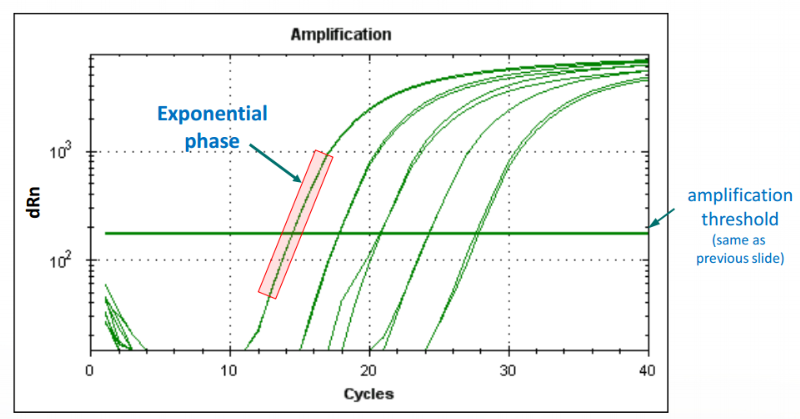 Amplification
Exponential
phase
10³
dRn
10²
amplification
threshold
(same as
previous slide)
0 10 20 30 40
Cycles